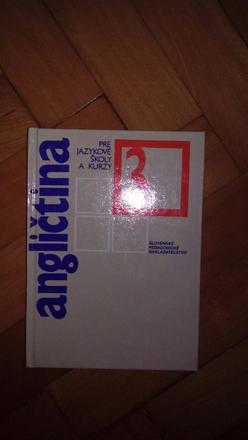 angličtina
PRE
JAZYKOVÉ
ŠKOLY
A KURZY
3
SLOVENSKÉ
PEDAGOGICKÉ
NAKLADATEĽSTVO